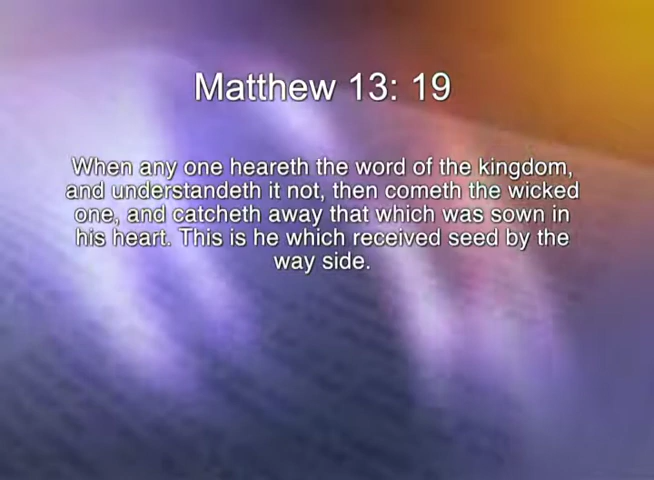 Matthew 13: 19
When any one heareth the word of the kingdom,
and understandeth it not, then cometh the wicked
one, and catcheth away that which was sown in
his heart. This is he which received seed by the
way side.